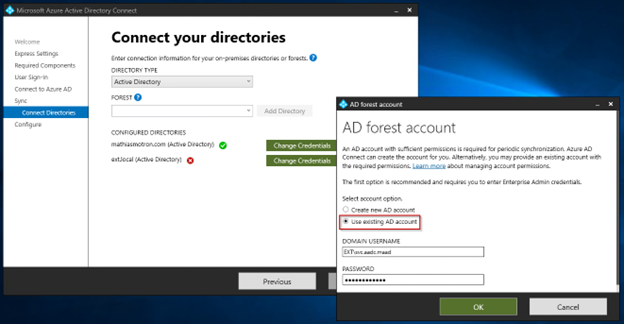 Microsoft Azure Active Directory Connect
Welcome
Express Settings
Required Components
User Sign-In
Connect to Azure AD
Sync
Connect Directories
Configure
Connect your directories
Enter connection information for your on-premises directories or forests. ?
DIRECTORY TYPE
Active Directory
FOREST ?
Add Directory
CONFIGURED DIRECTORIES
mathiasmotron.com (Active Directory)
Change Credentials
ext.local (Active Directory)
Change Credentials
Previous
AD forest account
AD forest account
An AD account with sufficient permissions is required for periodic synchronization. Azure AD
Connect can create the account for you. Alternatively, you may provide an existing account with
the required permissions. Learn more about managing account permissions.
The first option is recommended and requires you to enter Enterprise Admin credentials.
Select account option.
Create new AD account
Use existing AD account
DOMAIN USERNAME
EXT\svc.aadc.maad
PASSWORD
••••••••••••
OK
Cancel